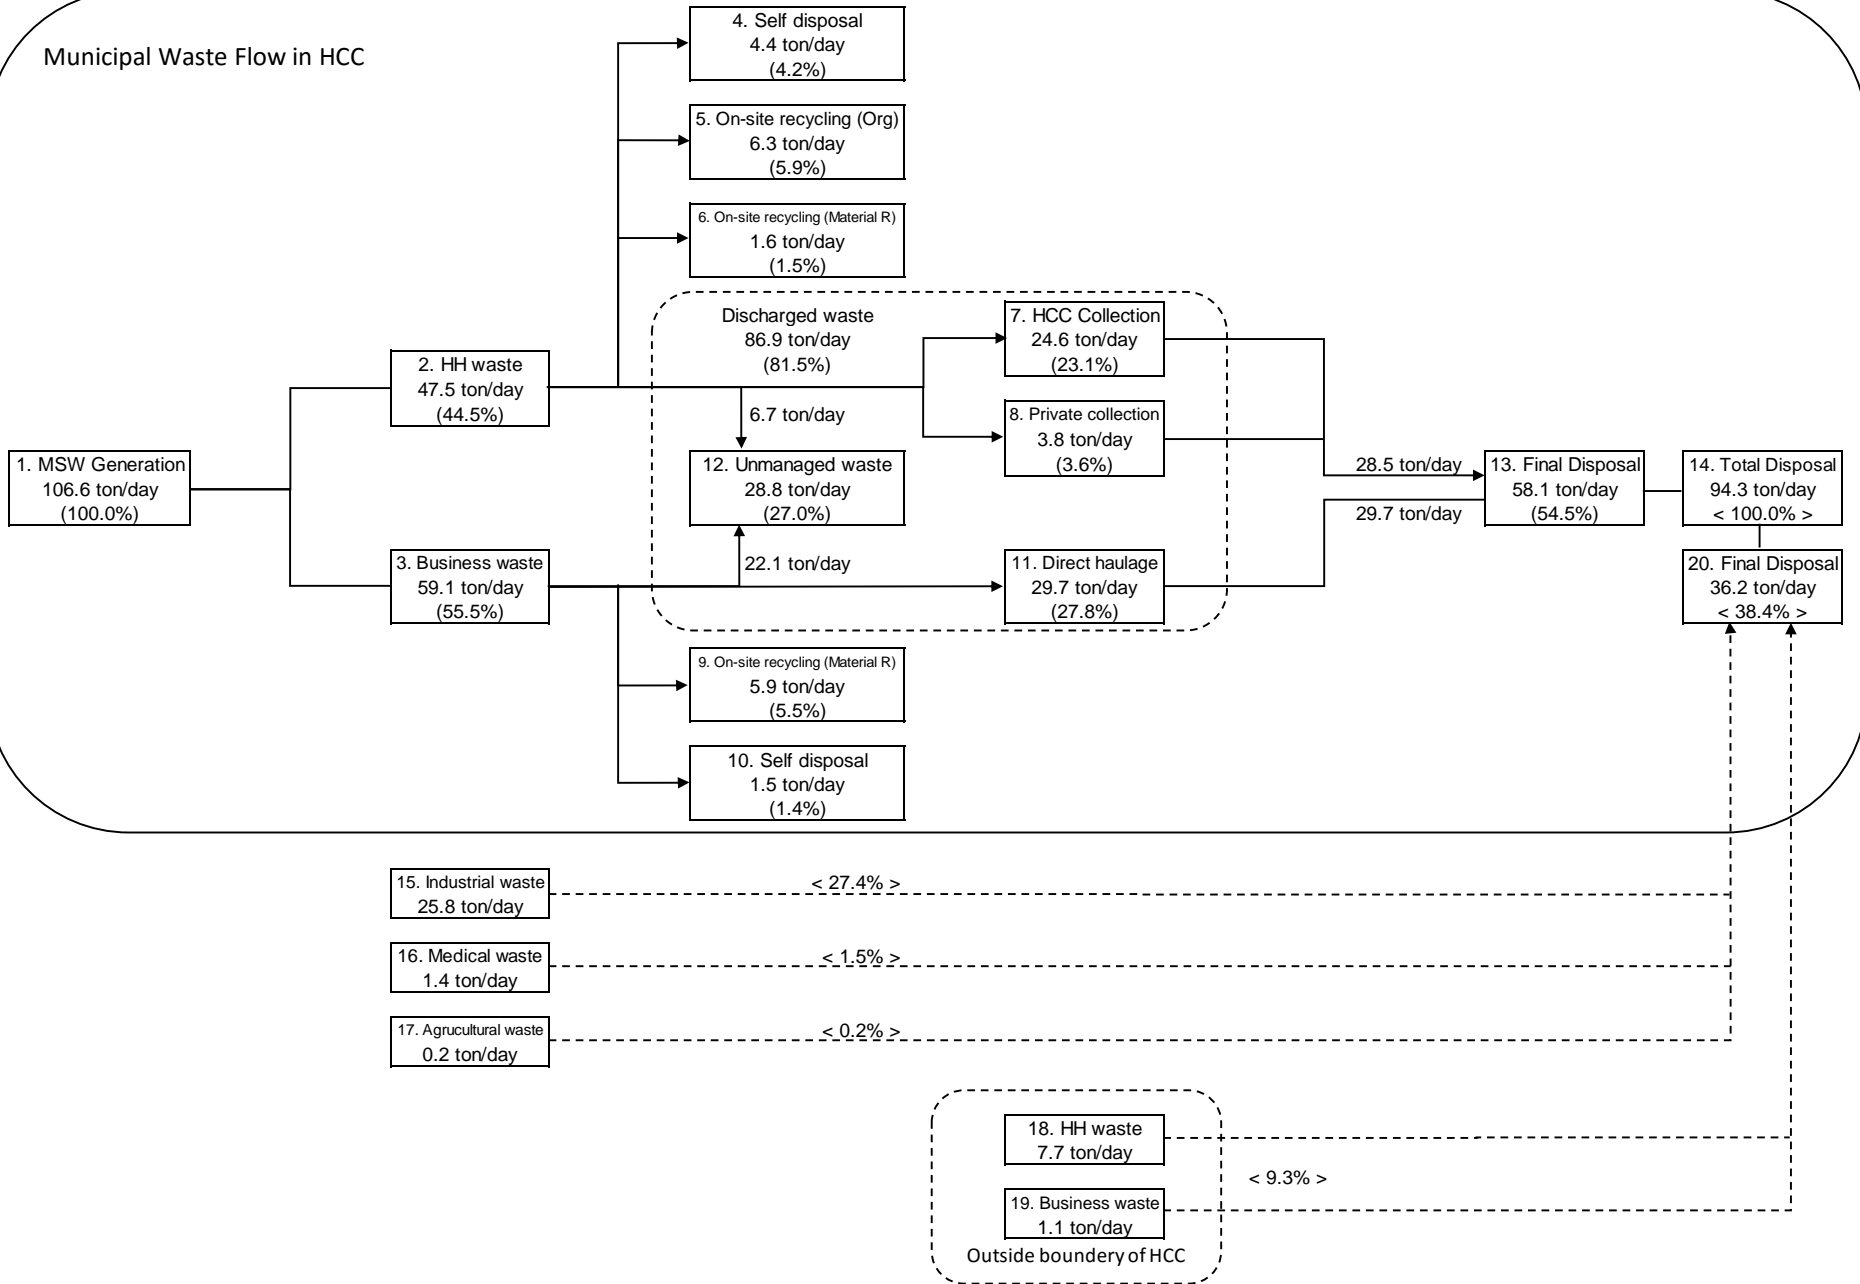 Municipal Waste Flow in HCC
4. Self disposal
4.4 ton/day
(4.2%)
5. On-site recycling (Org)
6.3 ton/day
(5.9%)
6. On-site recycling (Material R)
1.6 ton/day
(1.5%)
Discharged waste
86.9 ton/day
(81.5%)
7. HCC Collection
24.6 ton/day
(23.1%)
2. HH waste
47.5 ton/day
(44.5%)
6.7 ton/day
8. Private collection
3.8 ton/day
(3.6%)
1. MSW Generation
106.6 ton/day
(100.0%)
12. Unmanaged waste
28.8 ton/day
(27.0%)
28.5 ton/day
29.7 ton/day
13. Final Disposal
58.1 ton/day
(54.5%)
14. Total Disposal
94.3 ton/day
< 100.0% >
3. Business waste
59.1 ton/day
(55.5%)
22.1 ton/day
11. Direct haulage
29.7 ton/day
(27.8%)
20. Final Disposal
36.2 ton/day
< 38.4% >
9. On-site recycling (Material R)
5.9 ton/day
(5.5%)
10. Self disposal
1.5 ton/day
(1.4%)
15. Industrial waste
25.8 ton/day
< 27.4% >
16. Medical waste
1.4 ton/day
< 1.5% >
17. Agrucultural waste
0.2 ton/day
< 0.2% >
18. HH waste
7.7 ton/day
< 9.3% >
19. Business waste
1.1 ton/day
Outside boundery of HCC